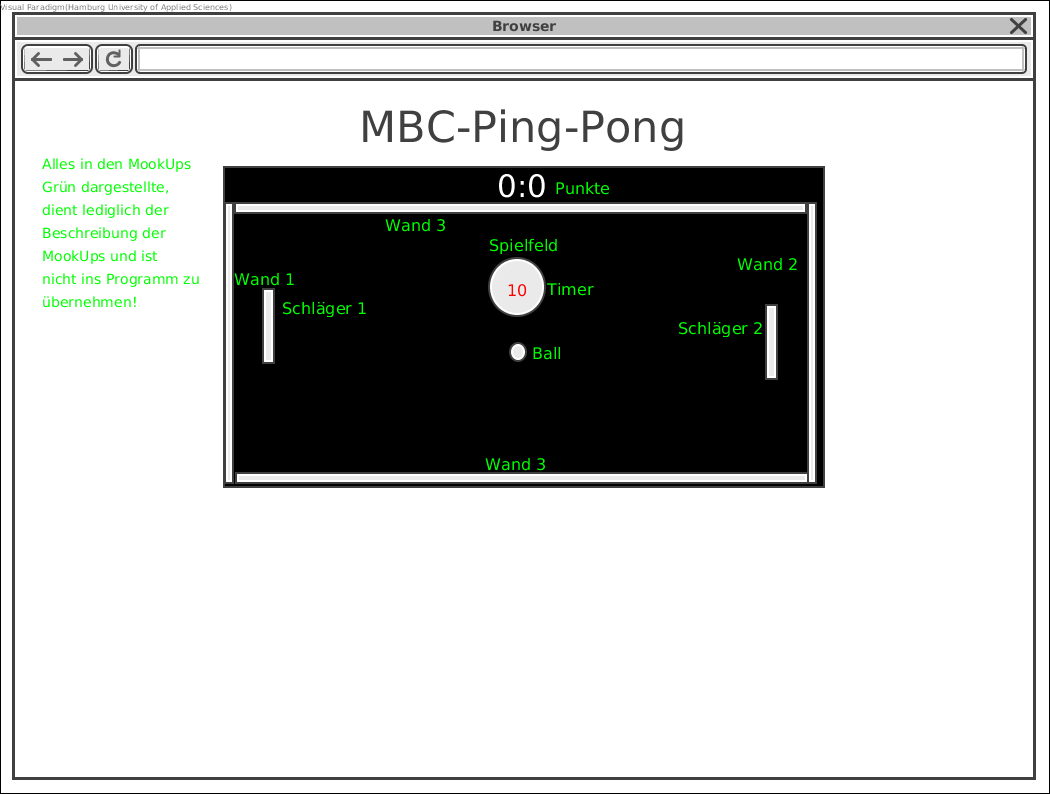 Visual Paradigm(Hamburg University of Applied Sciences)
Browser
MBC-Ping-Pong
Alles in den MookUps
Grün dargestellte,
dient lediglich der
Beschreibung der
MookUps und ist
nicht ins Programm zu
übernehmen!
0:0 Punkte
Wand 3
Spielfeld
Wand 2
Wand 1
10 Timer
Schläger 1
Schläger 2
Ball
Wand 3